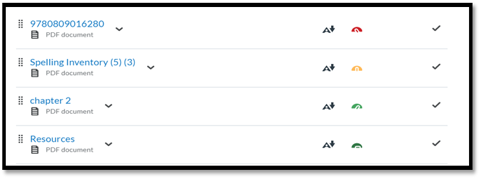 9780809016280
PDF document
Spelling Inventory (5) (3)
PDF document
chapter 2
PDF document
Resources
PDF document